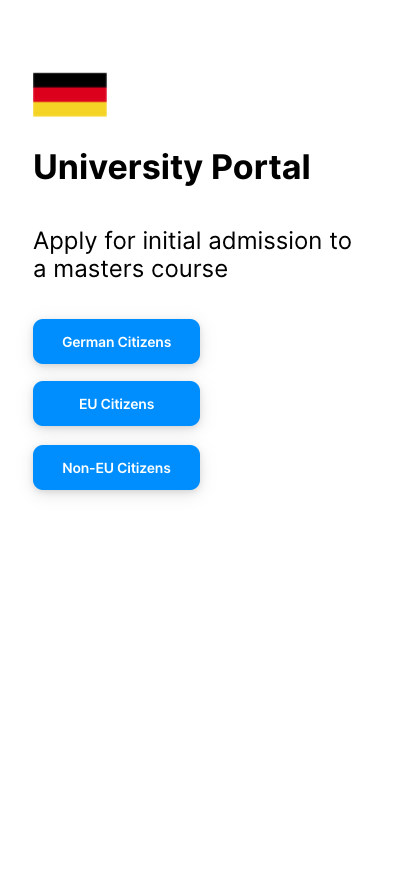 University Portal
Apply for initial admission to
a masters course
German Citizens
EU Citizens
Non-EU Citizens